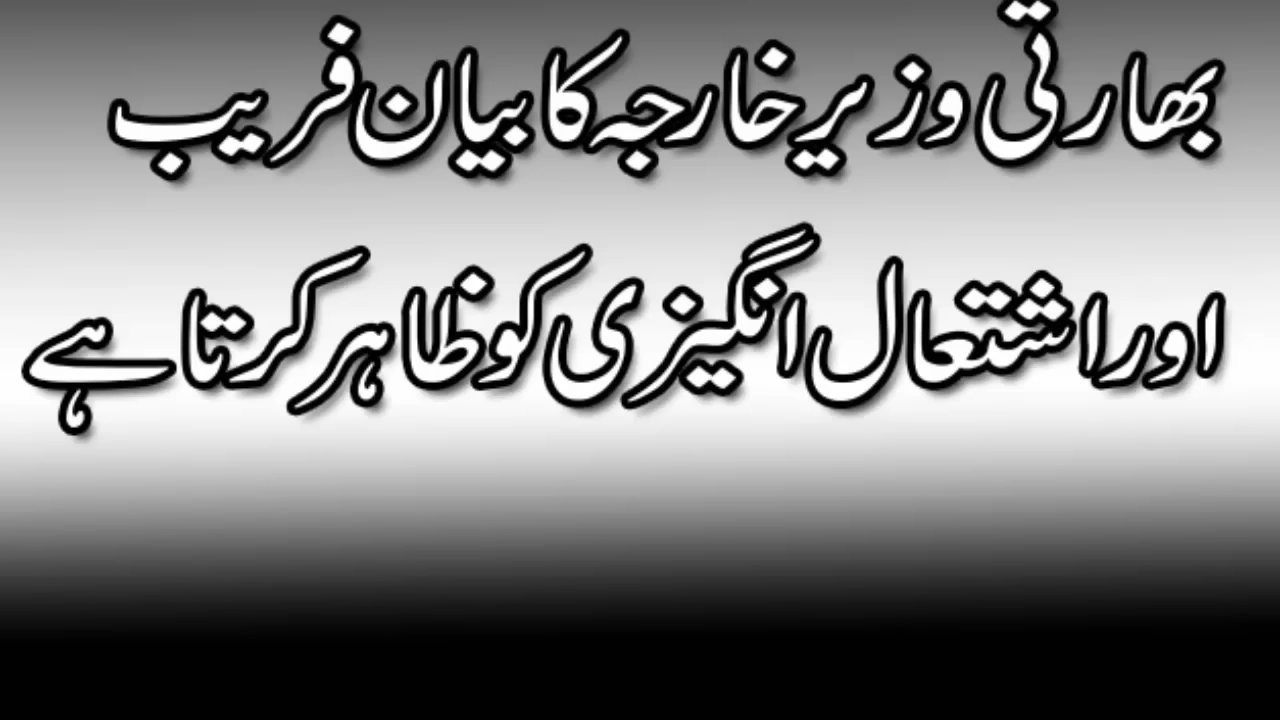 بھارتی وزیر خارجہ کا بیان فریب
اور اشتعال انگیزی کو ظاہر کرتا ہے